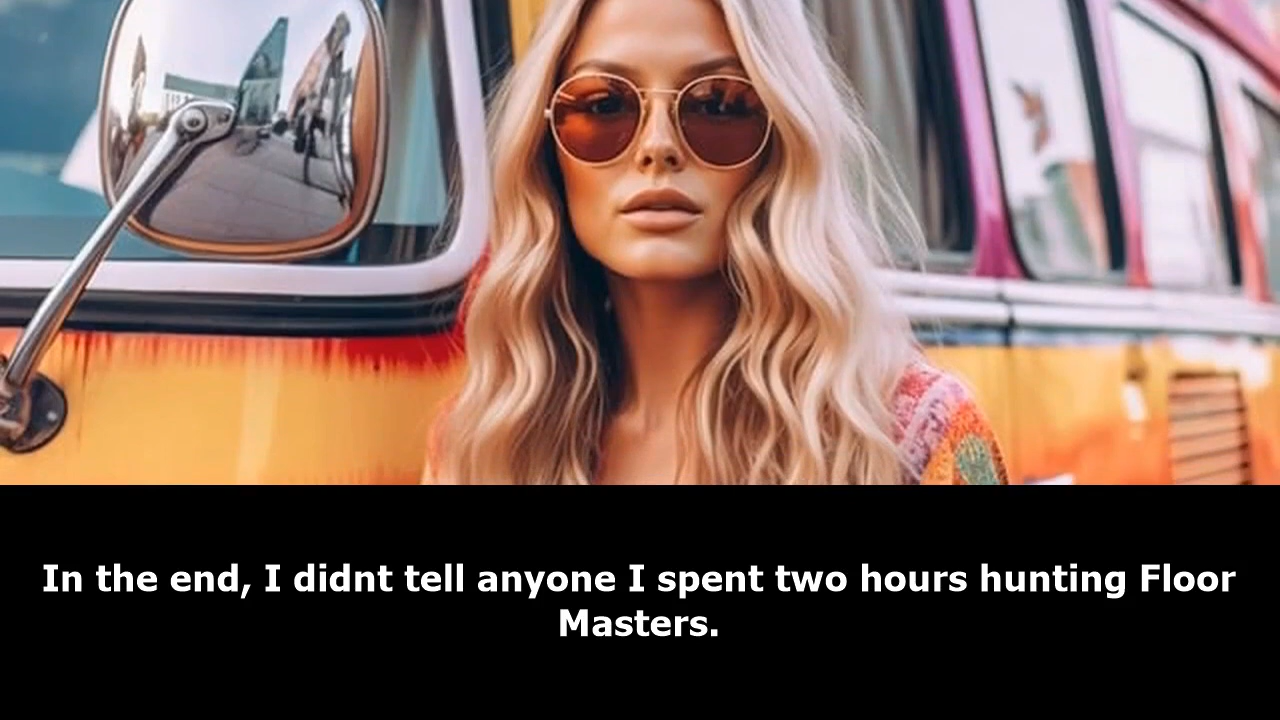 In the end, I didnt tell anyone I spent two hours hunting Floor
Masters.